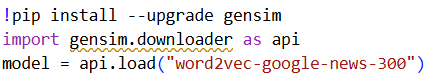 !pip install --upgrade gensim
import gensim.downloader as api
model = api.load("word2vec-google-news-300")